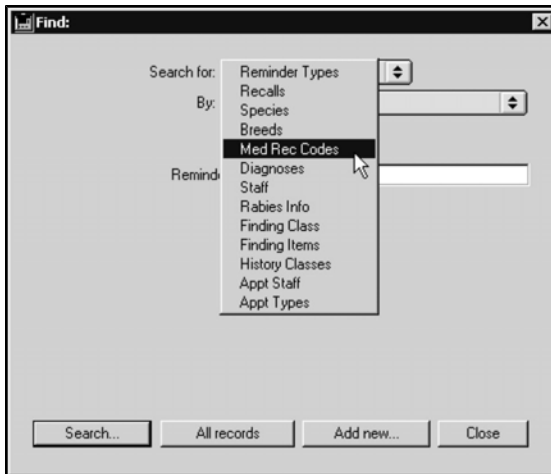 Find:
Search for:
By:
Reminder Types
Recalls
Species
Breeds
Med Rec Codes
Diagnoses
Staff
Rabies Info
Finding Class
Finding Items
History Classes
Appt Staff
Appt Types
Search...
All records
Add new...
Close